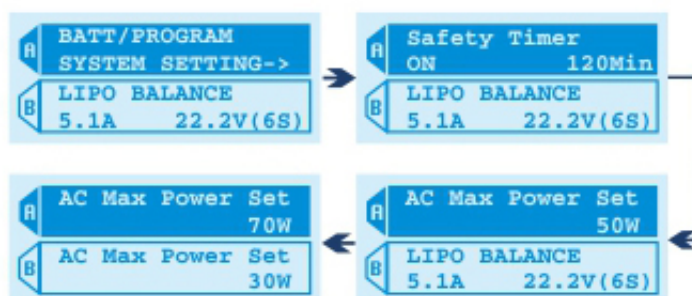 A
BATT/PROGRAM
SYSTEM SETTING->
B
LIPO BALANCE
5.1A 22.2V(6S)
A
Safety Timer
ON 120Min
B
LIPO BALANCE
5.1A 22.2V(6S)
A
AC Max Power Set
70W
B
AC Max Power Set
30W
A
AC Max Power Set
50W
B
LIPO BALANCE
5.1A 22.2V(6S)